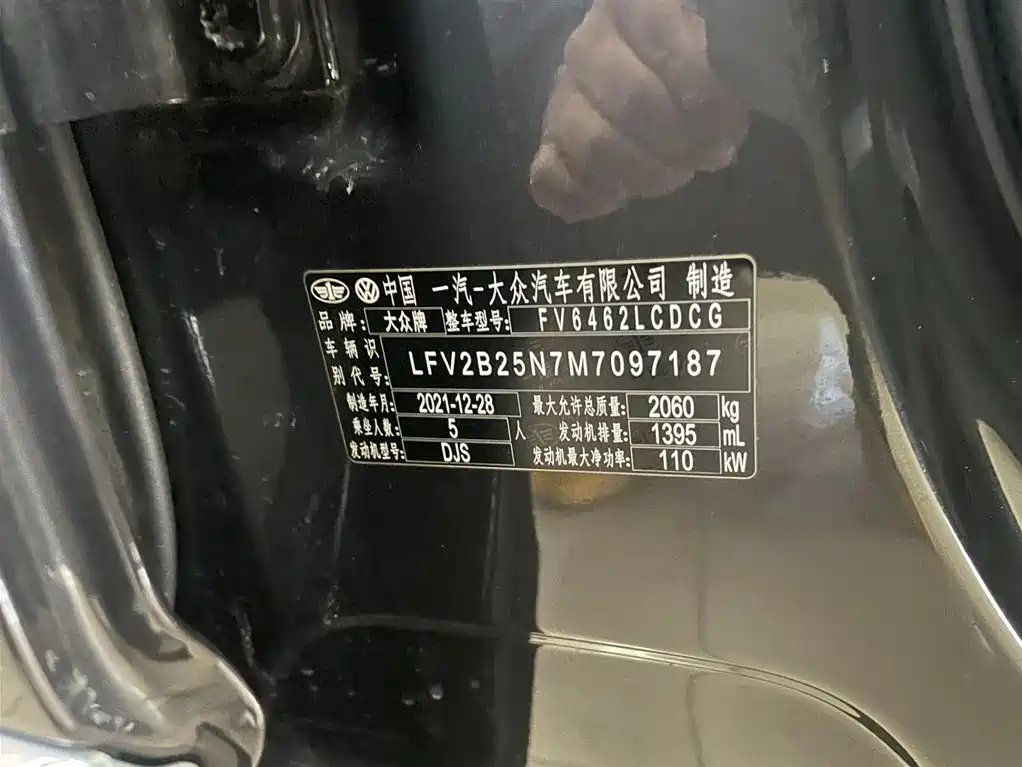 中国 一汽-大众汽车有限公司 制造
品牌: 大众牌 整车型号: FV6462LCDCG
车辆识
别代号: LFV2B25N7M7097187
制造年月: 2021-12-28 最大允许总质量: 2060 kg
乘坐人数: 5 人 发动机排量: 1395 mL
发动机型号: DJS 发动机最大净功率: 110 kW